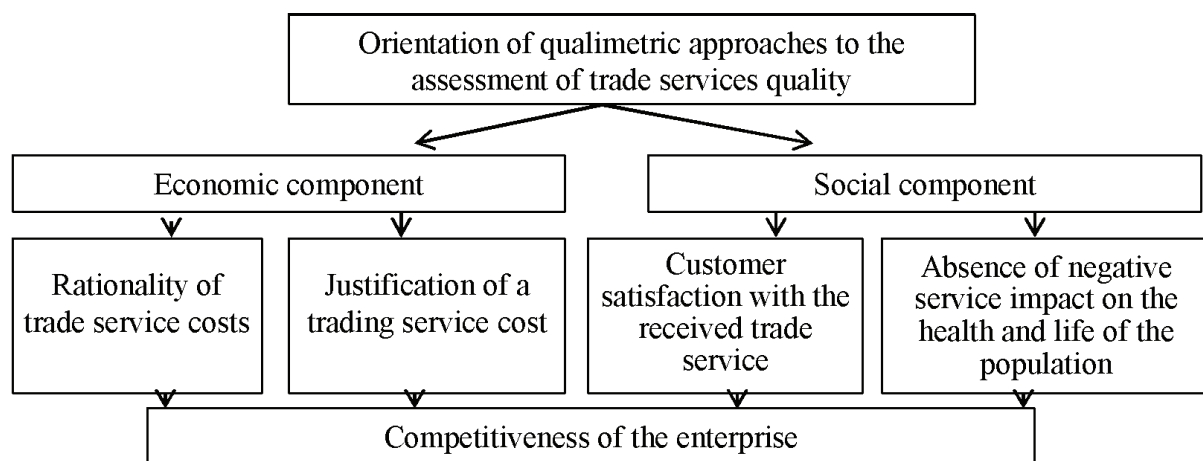 Orientation of qualimetric approaches to the
assessment of trade services quality
Economic component
Social component
Rationality of
trade service costs
Justification of a
trading service cost
Customer
satisfaction with the
received trade
service
Absence of negative
service impact on the
health and life of the
population
Competitiveness of the enterprise